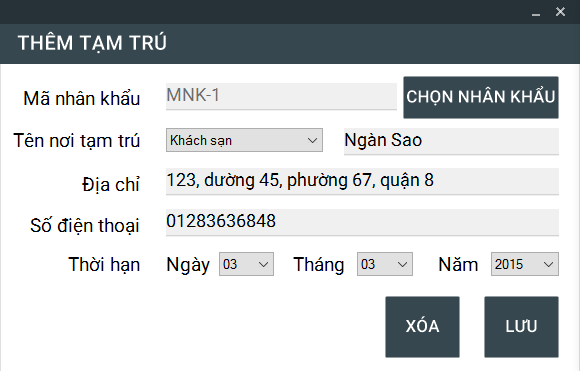 THÊM TẠM TRÚ
Mã nhân khẩu MNK-1 CHỌN NHÂN KHẨU
Tên nơi tạm trú Khách sạn Ngàn Sao
Địa chỉ 123, dường 45, phường 67, quận 8
Số điện thoại 01283636848
Thời hạn Ngày 03 Tháng 03 Năm 2015
XÓA LƯU